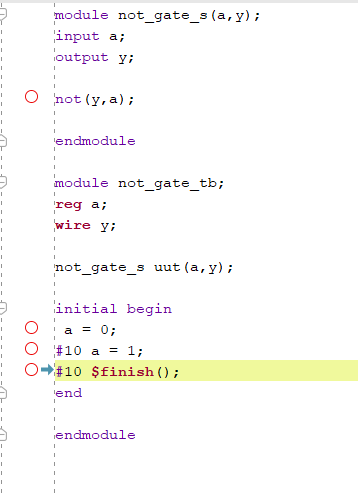 module not_gate_s(a,y);
input a;
output y;
not(y,a);
endmodule
module not_gate_tb;
reg a;
wire y;
not_gate_s uut(a,y);
initial begin
a = 0;
#10 a = 1;
#10 $finish();
end
endmodule